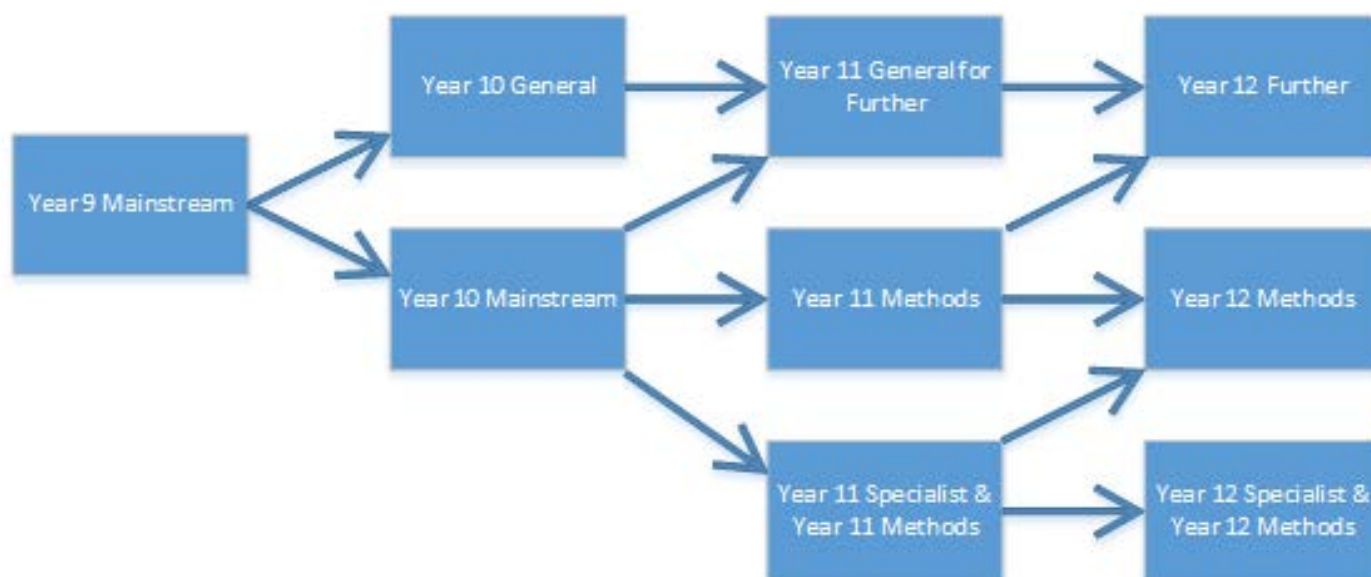 Year 9 Mainstream
Year 10 General
Year 10 Mainstream
Year 11 General for
Further
Year 11 Methods
Year 11 Specialist &
Year 11 Methods
Year 12 Further
Year 12 Methods
Year 12 Specialist &
Year 12 Methods